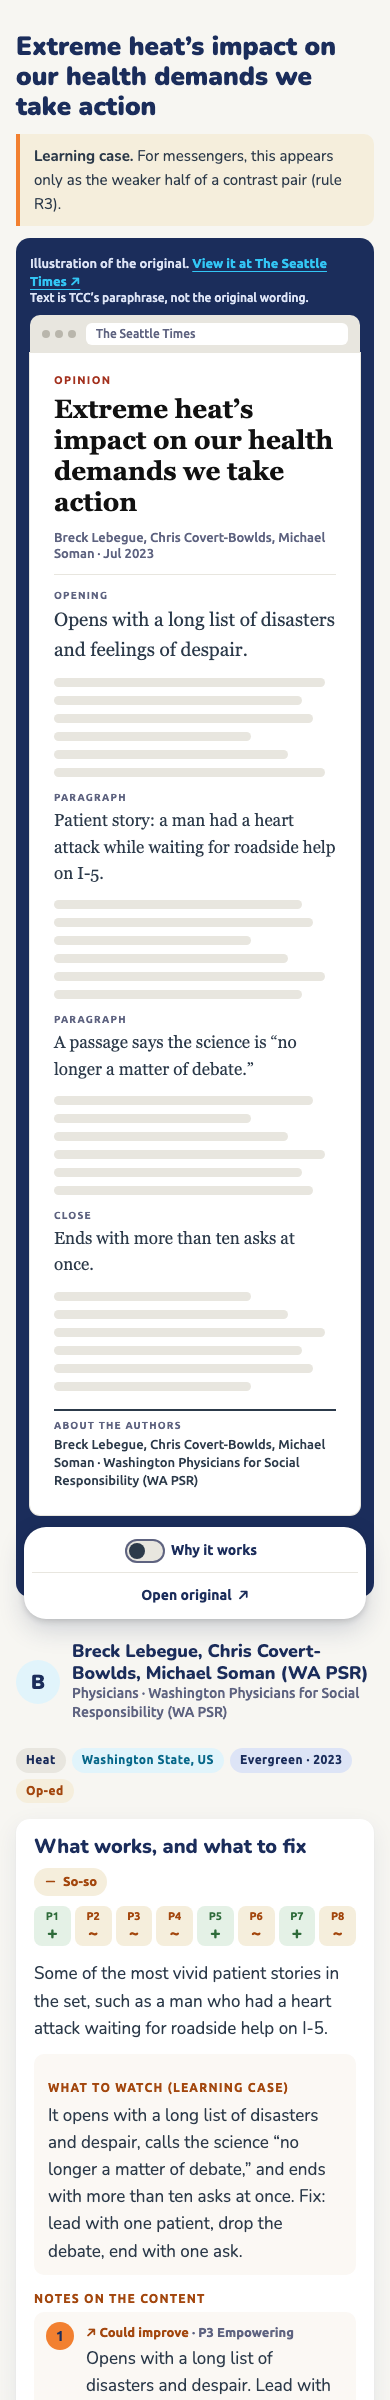 Extreme heat’s impact on
our health demands we
take action
Learning case. For messengers, this appears
only as the weaker half of a contrast pair (rule
R3).
Illustration of the original. View it at The Seattle
Times ↗
Text is TCC’s paraphrase, not the original wording.
The Seattle Times
OPINION
Extreme heat’s
impact on our health
demands we take
action
Breck Lebegue, Chris Covert-Bowlds, Michael
Soman · Jul 2023
OPENING
Opens with a long list of disasters
and feelings of despair.
PARAGRAPH
Patient story: a man had a heart
attack while waiting for roadside help
on I-5.
PARAGRAPH
A passage says the science is “no
longer a matter of debate.”
CLOSE
Ends with more than ten asks at
once.
ABOUT THE AUTHORS
Breck Lebegue, Chris Covert-Bowlds, Michael
Soman · Washington Physicians for Social
Responsibility (WA PSR)
Why it works
Open original ↗
B
Breck Lebegue, Chris Covert-
Bowlds, Michael Soman (WA PSR)
Physicians · Washington Physicians for Social
Responsibility (WA PSR)
Heat Washington State, US Evergreen · 2023
Op-ed
What works, and what to fix
– So-so
P1 P2 P3 P4 P5 P6 P7 P8
+ ~ ~ ~ + ~ + ~
Some of the most vivid patient stories in
the set, such as a man who had a heart
attack waiting for roadside help on I-5.
WHAT TO WATCH (LEARNING CASE)
It opens with a long list of disasters
and despair, calls the science “no
longer a matter of debate,” and ends
with more than ten asks at once. Fix:
lead with one patient, drop the
debate, end with one ask.
NOTES ON THE CONTENT
1 ↗ Could improve · P3 Empowering
Opens with a long list of
disasters and despair. Lead with